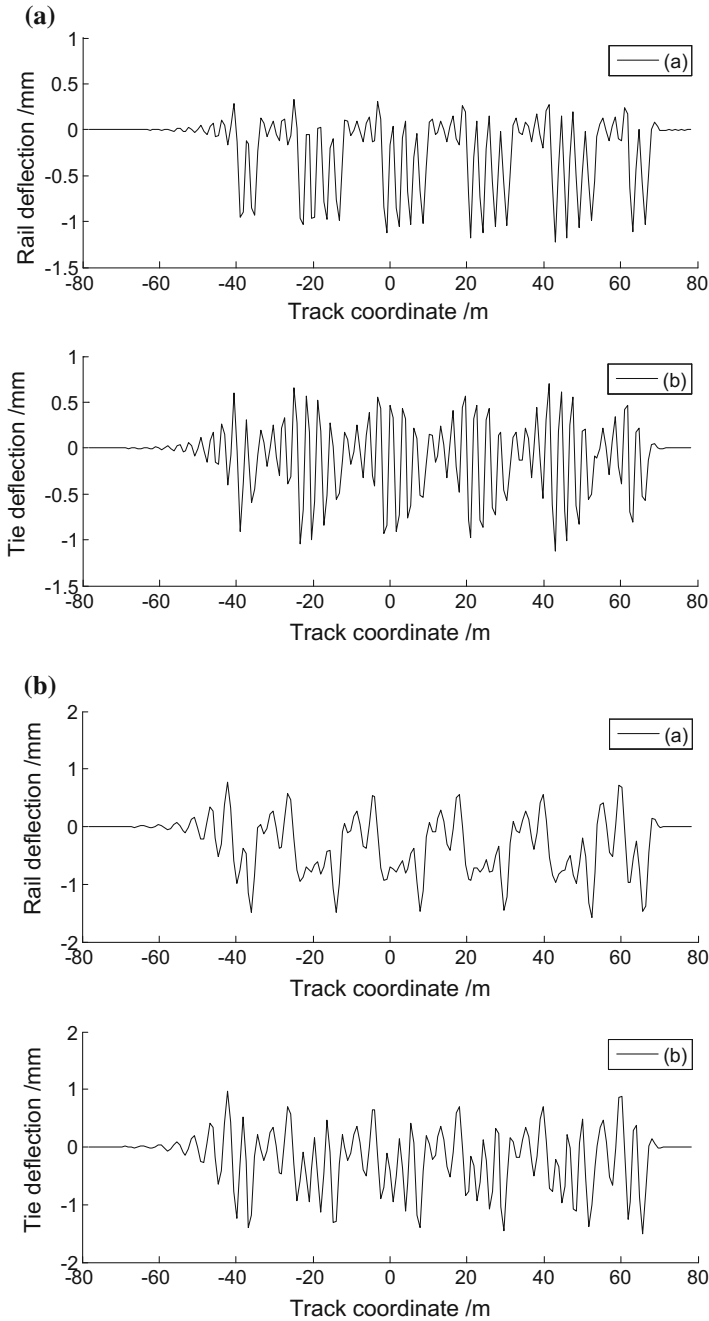 (a)
1
0.5
0
-0.5
-1
-1.5
Rail deflection /mm
(a)
-80 -60 -40 -20 0 20 40 60 80
Track coordinate /m
1
0.5
0
-0.5
-1
-1.5
Tie deflection /mm
(b)
-80 -60 -40 -20 0 20 40 60 80
Track coordinate /m
(b)
2
1
0
-1
-2
Rail deflection /mm
(a)
-80 -60 -40 -20 0 20 40 60 80
Track coordinate /m
2
1
0
-1
-2
Tie deflection /mm
(b)
-80 -60 -40 -20 0 20 40 60 80
Track coordinate /m